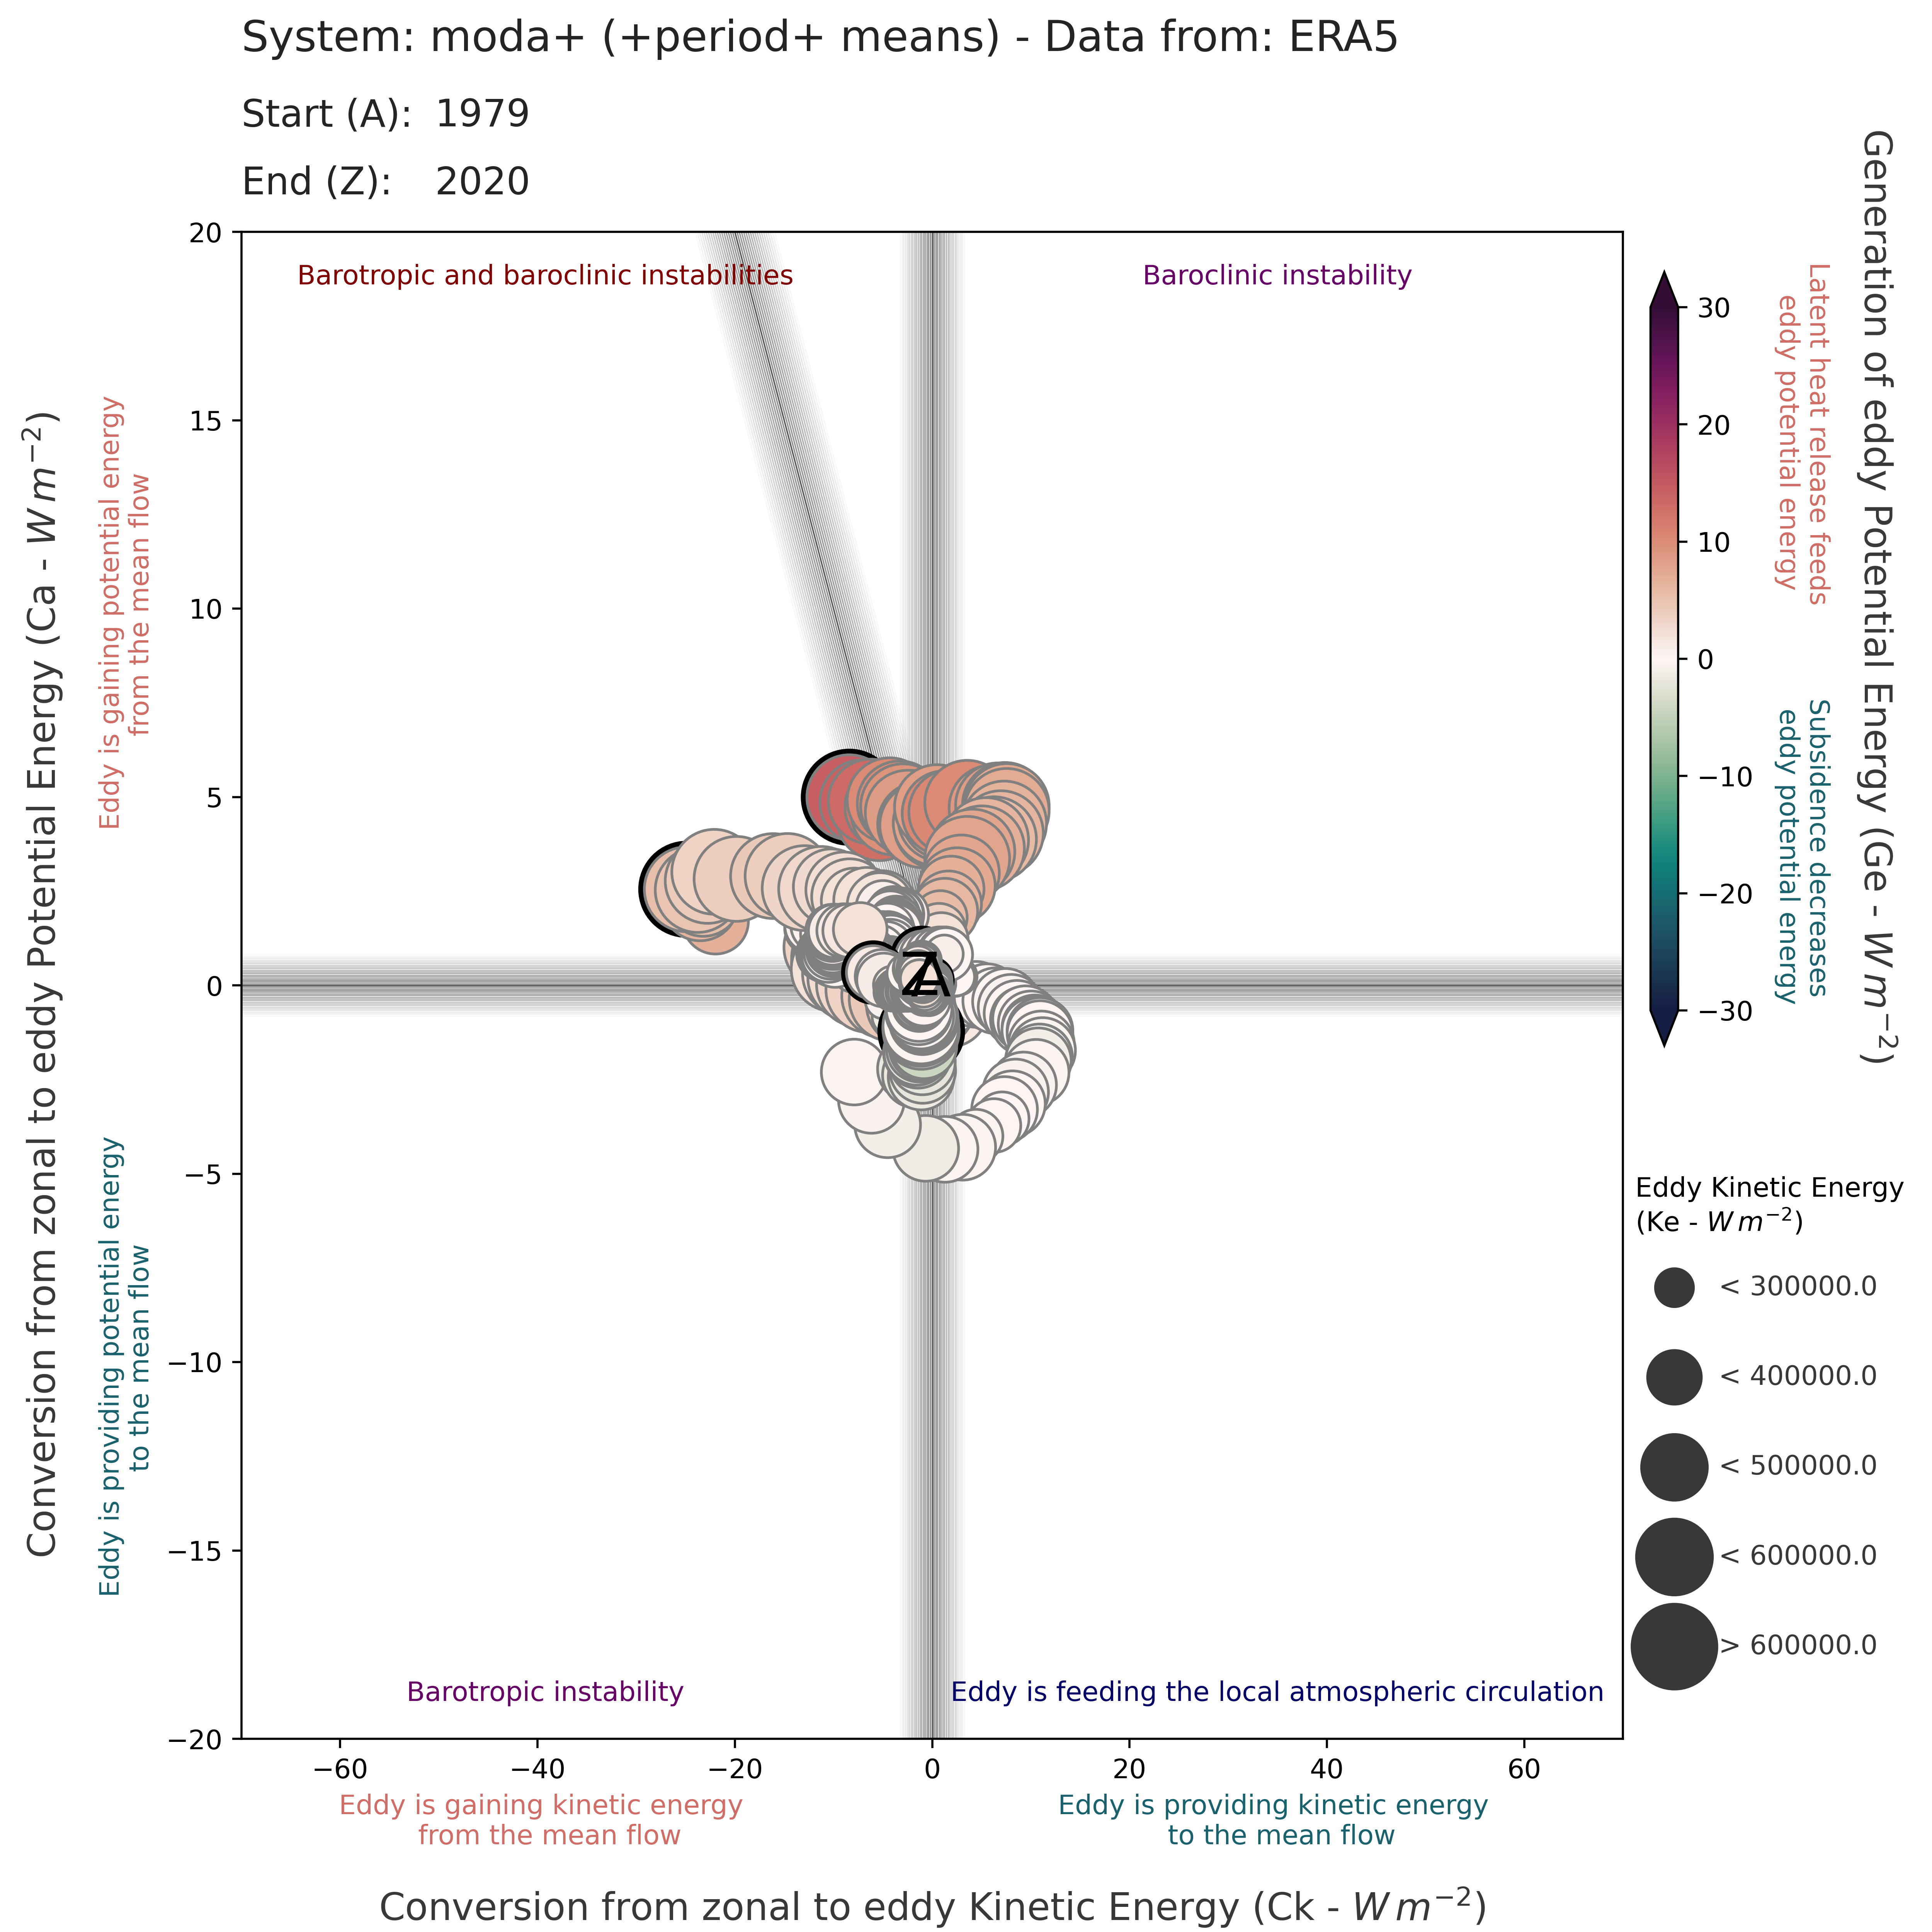 System: moda+ (+period+ means) - Data from: ERA5
Start (A): 1979
End (Z): 2020
Conversion from zonal to eddy Potential Energy (Ca - W m⁻²)
Eddy is gaining potential energy
from the mean flow
Eddy is providing potential energy
to the mean flow
20
15
10
5
0
−5
−10
−15
−20
Barotropic and baroclinic instabilities
Baroclinic instability
Z
A
Barotropic instability
Eddy is feeding the local atmospheric circulation
−60
−40
−20
0
20
40
60
Eddy is gaining kinetic energy
from the mean flow
Eddy is providing kinetic energy
to the mean flow
Conversion from zonal to eddy Kinetic Energy (Ck - W m⁻²)
30
20
10
0
−10
−20
−30
Latent heat release feeds
eddy potential energy
Subsidence decreases
eddy potential energy
Generation of eddy Potential Energy (Ge - W m⁻²)
Eddy Kinetic Energy
(Ke - W m⁻²)
< 300000.0
< 400000.0
< 500000.0
< 600000.0
> 600000.0